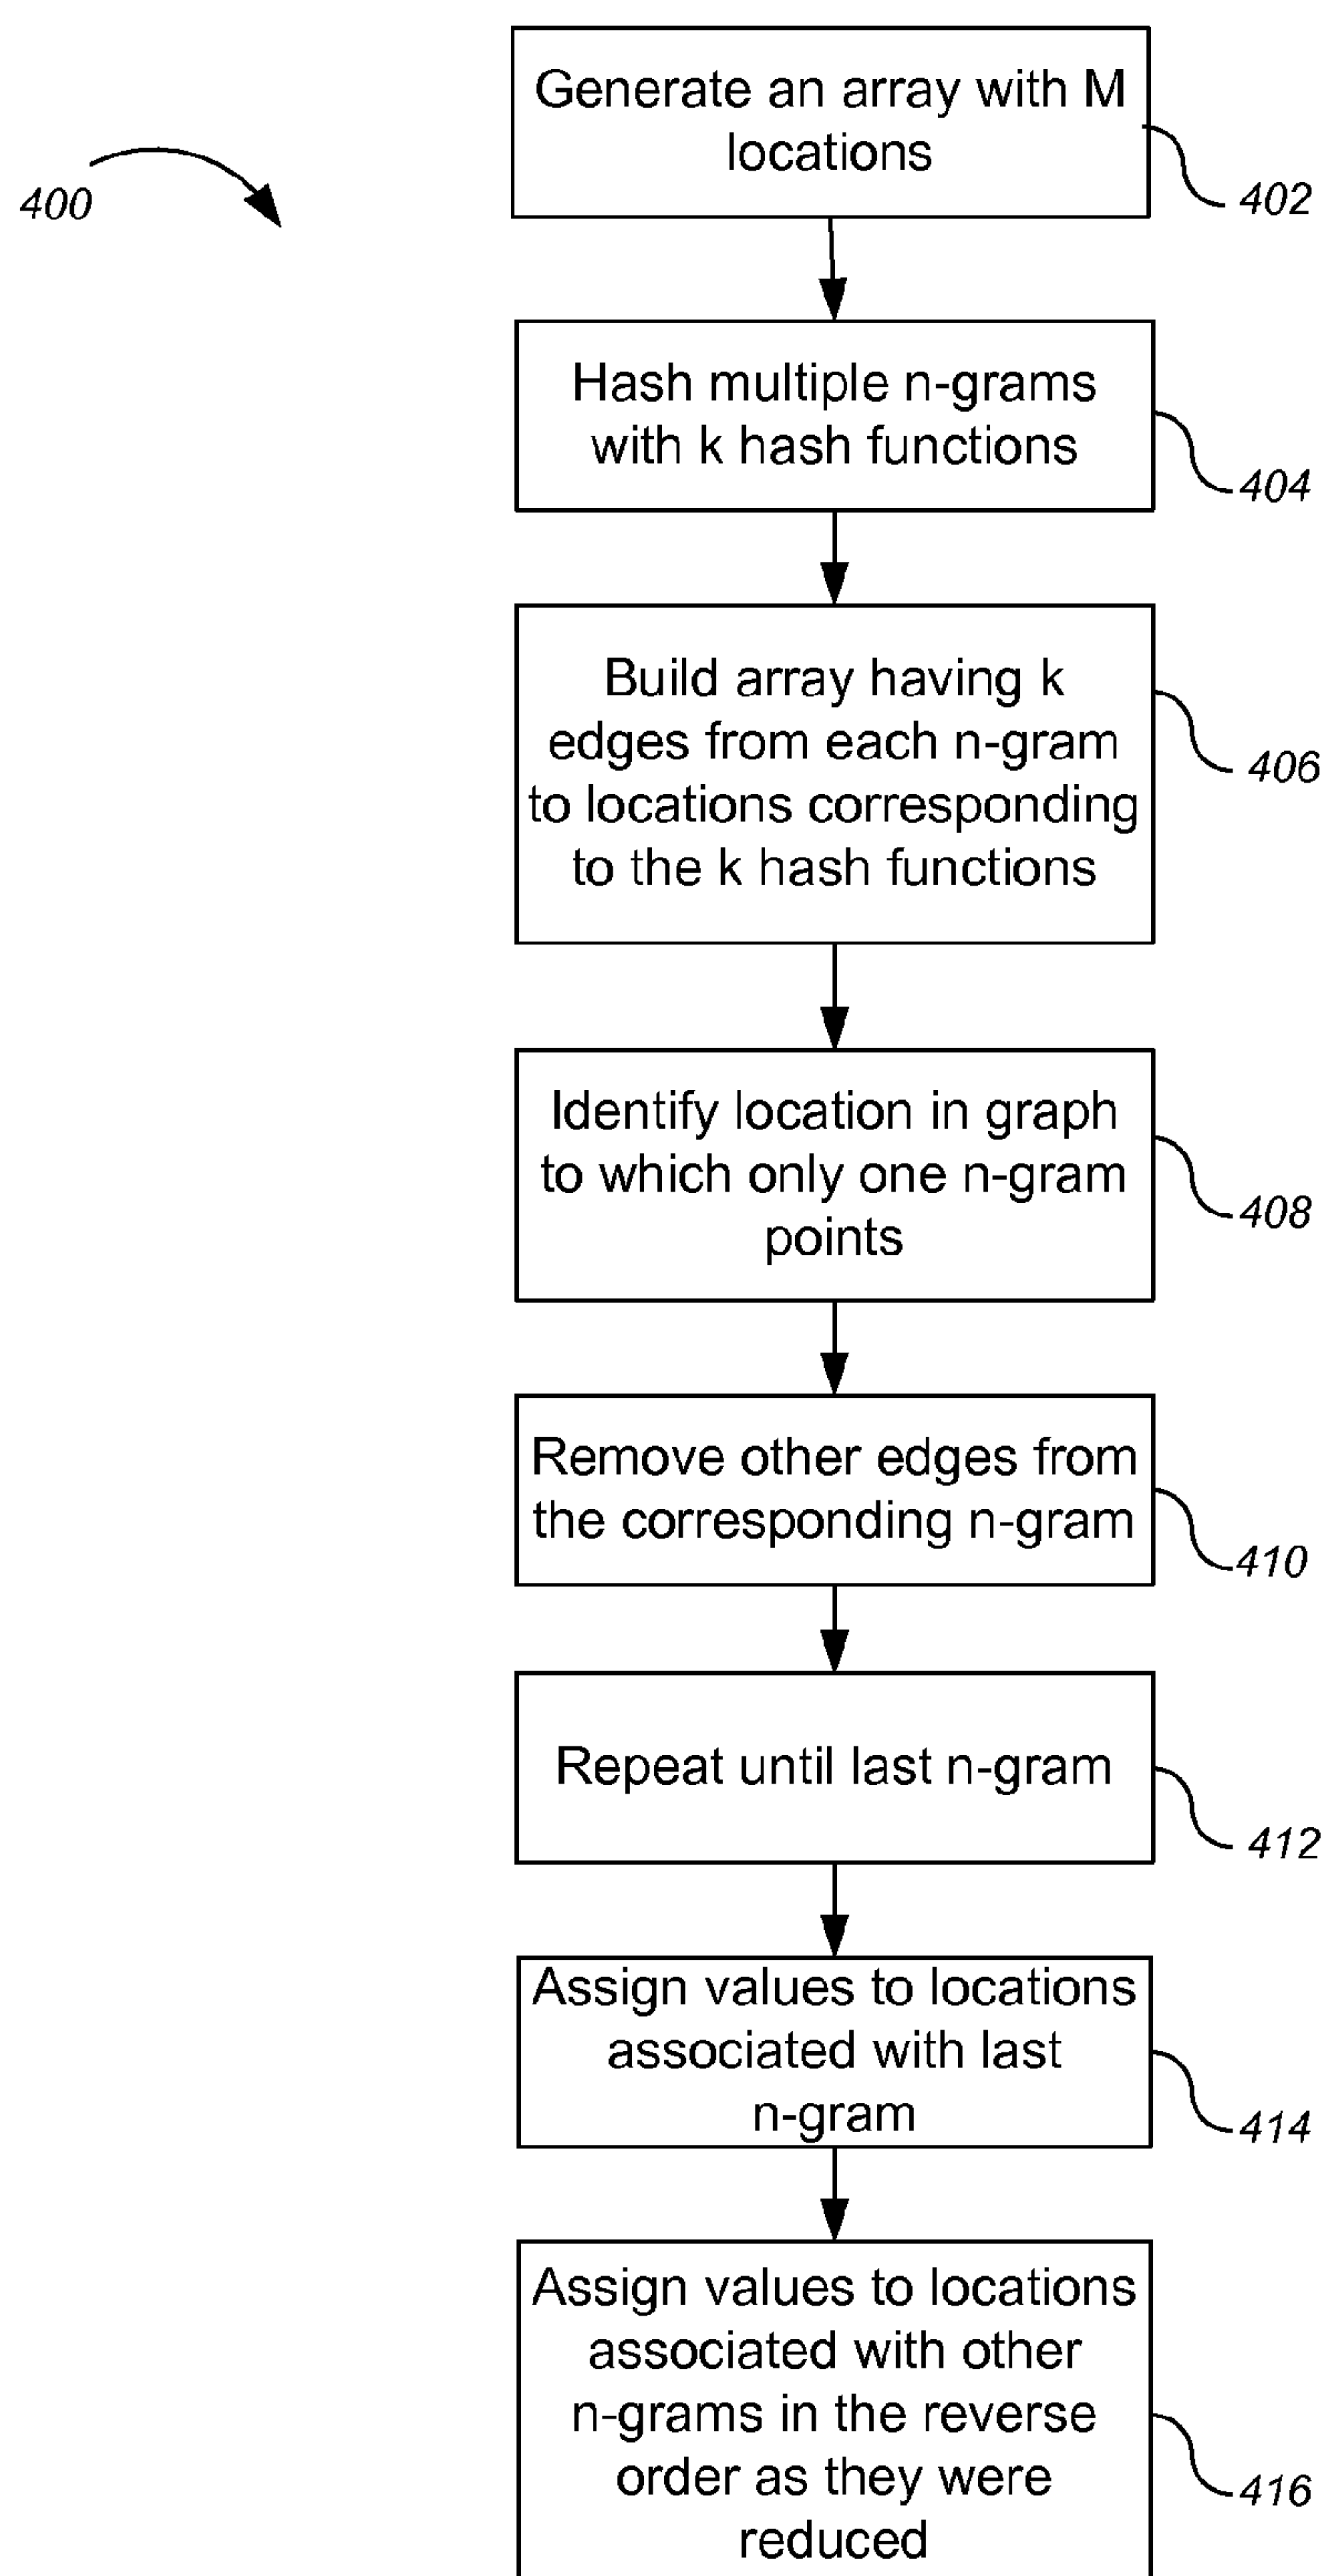 Generate an array with M
locations
400
402
Hash multiple n-grams
with k hash functions
404
Build array having k
edges from each n-gram
to locations corresponding
to the k hash functions
406
Identify location in graph
to which only one n-gram
points
408
Remove other edges from
the corresponding n-gram
410
Repeat until last n-gram
412
Assign values to locations
associated with last
n-gram
414
Assign values to locations
associated with other
n-grams in the reverse
order as they were
reduced
416